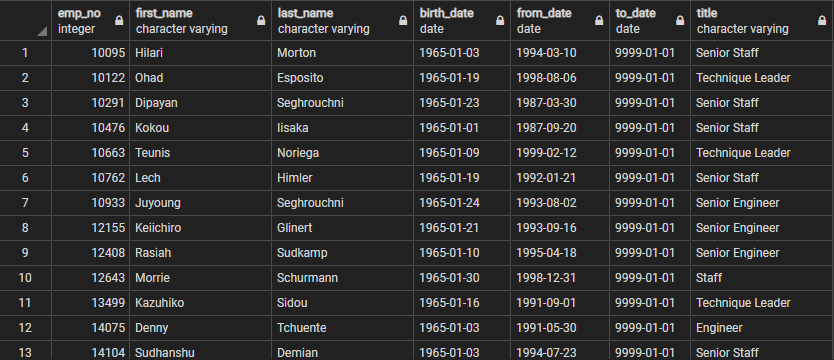 emp_no first_name last_name birth_date from_date to_date title
integer character varying character varying date date date character varying
1 10095 Hilari Morton 1965-01-03 1994-03-10 9999-01-01 Senior Staff
2 10122 Ohad Esposito 1965-01-19 1998-08-06 9999-01-01 Technique Leader
3 10291 Dipayan Seghrouchni 1965-01-23 1987-03-30 9999-01-01 Senior Staff
4 10476 Kokou Iisaka 1965-01-01 1987-09-20 9999-01-01 Senior Staff
5 10663 Teunis Noriega 1965-01-09 1999-02-12 9999-01-01 Technique Leader
6 10762 Lech Himler 1965-01-19 1992-01-21 9999-01-01 Senior Staff
7 10933 Juyoung Seghrouchni 1965-01-24 1993-08-02 9999-01-01 Senior Engineer
8 12155 Keiichiro Glinert 1965-01-21 1993-09-16 9999-01-01 Senior Engineer
9 12408 Rasiah Sudkamp 1965-01-10 1995-04-18 9999-01-01 Senior Engineer
10 12643 Morrie Schurmann 1965-01-30 1998-12-31 9999-01-01 Staff
11 13499 Kazuhiko Sidou 1965-01-16 1991-09-01 9999-01-01 Technique Leader
12 14075 Denny Tchuente 1965-01-03 1991-05-30 9999-01-01 Engineer
13 14104 Sudhanshu Demian 1965-01-03 1994-07-23 9999-01-01 Senior Staff